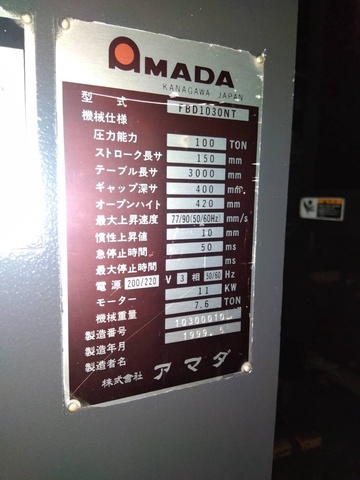 AMADA
KANAGAWA JAPAN
型式 FBD1030NT
機械仕様
圧力能力 100 TON
ストローク長サ 150 mm
テーブル長サ 3000 mm
ギャップ深サ 400 mm
オープンハイト 420 mm
最大上昇速度 77/90(50/60Hz) mm/s
慣性上昇値 10 mm
急停止時間 50 ms
最大停止時間 ms
電源 200/220 V 3 相 50/60 Hz
モーター 11 KW
機械重量 7.6 TON
製造番号 10300010
製造年月 1999.5
製造者名
株式会社 アマダ